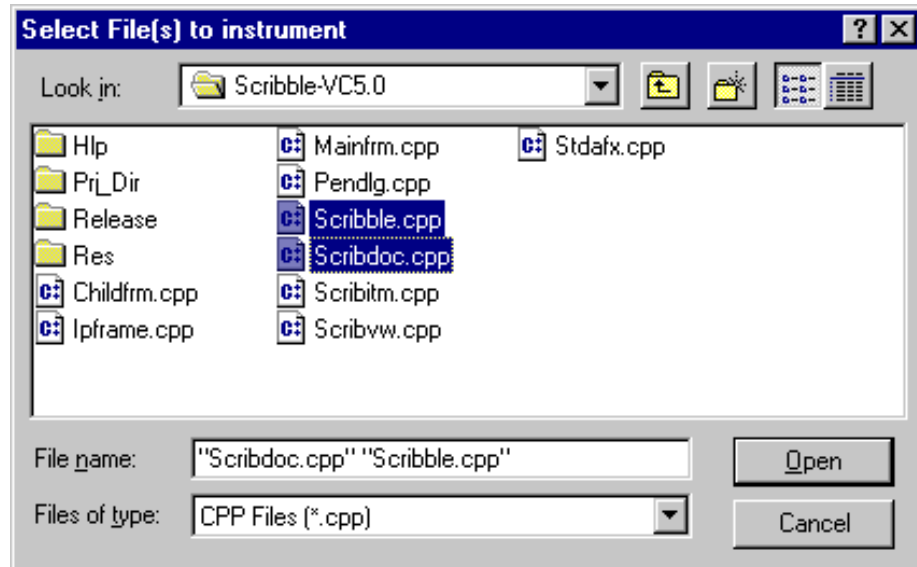 Select File(s) to instrument
Look in: Scribble-VC5.0
Hlp Mainfrm.cpp Stdafx.cpp
Prj_Dir Pendlg.cpp
Release Scribble.cpp
Res Scribdoc.cpp
Childfrm.cpp Scribitm.cpp
Ipframe.cpp Scribvw.cpp
File name: "Scribdoc.cpp" "Scribble.cpp" Open
Files of type: CPP Files (*.cpp) Cancel